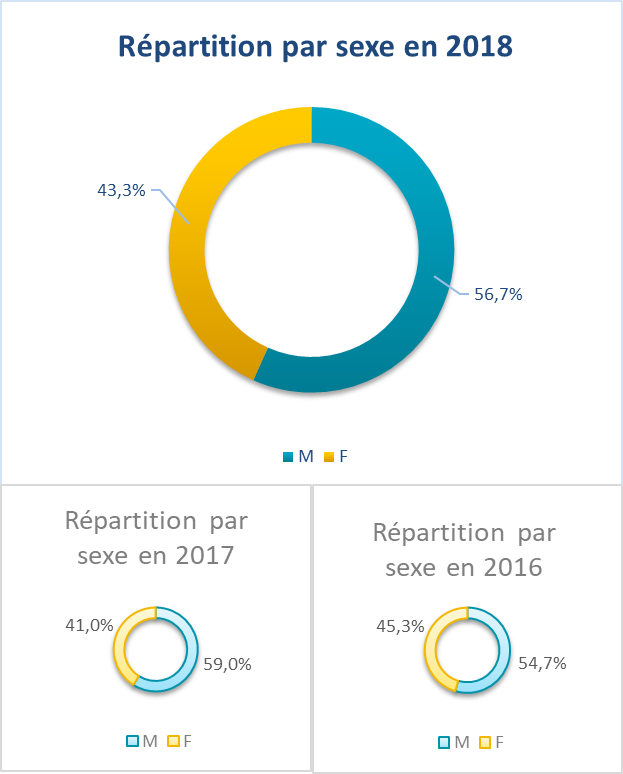 Répartition par sexe en 2018
43,3%
56,7%
M F
Répartition par
sexe en 2017
41,0%
59,0%
M F
Répartition par
sexe en 2016
45,3%
54,7%
M F